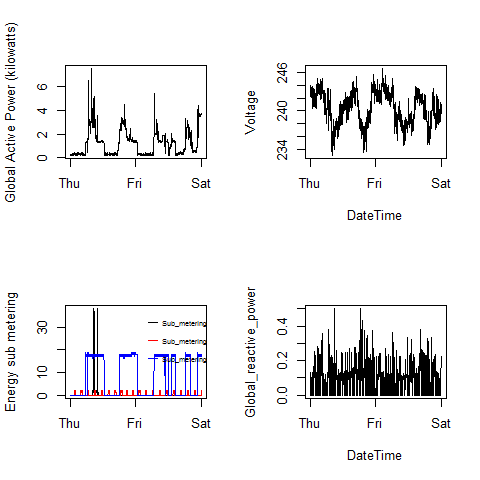 Global Active Power (kilowatts)
0 2 4 6
Thu Fri Sat
Voltage
234 240 246
Thu Fri Sat
DateTime
Energy sub metering
0 10 30
Sub_metering
Sub_metering
Sub_metering
Thu Fri Sat
Global_reactive_power
0.0 0.2 0.4
Thu Fri Sat
DateTime